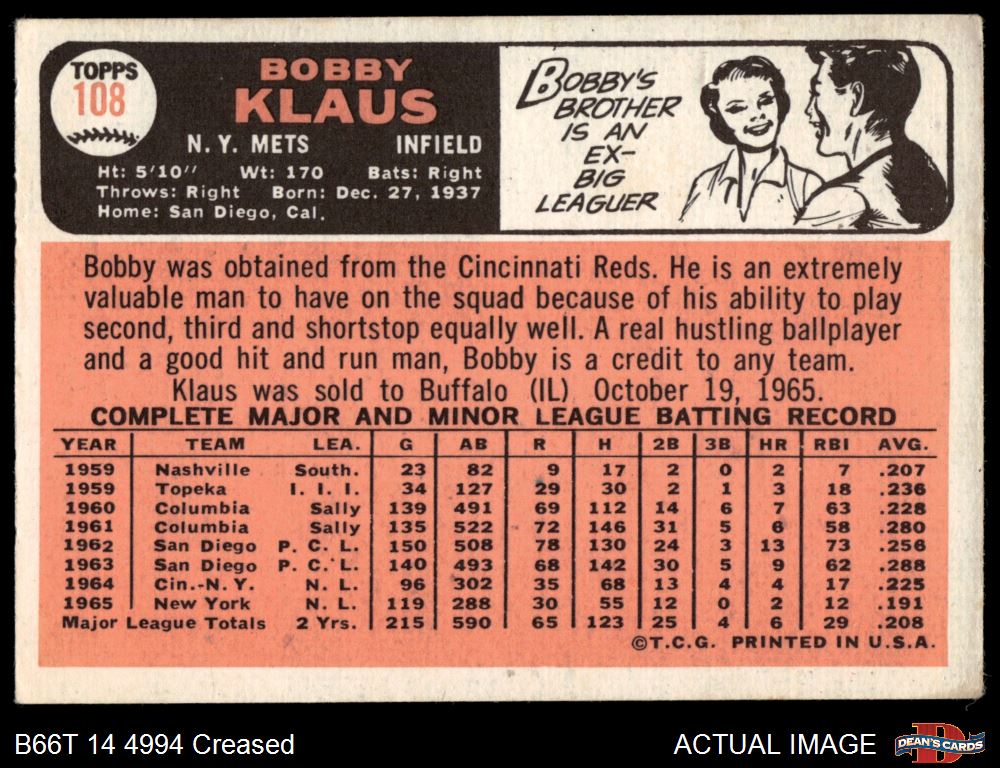 TOPPS
108
BOBBY
KLAUS
N. Y. METS INFIELD
Ht: 5'10" Wt: 170 Bats: Right
Throws: Right Born: Dec. 27, 1937
Home: San Diego, Cal.
BOBBY'S
BROTHER
IS AN
EX-
BIG
LEAGUER
Bobby was obtained from the Cincinnati Reds. He is an extremely
valuable man to have on the squad because of his ability to play
second, third and shortstop equally well. A real hustling ballplayer
and a good hit and run man, Bobby is a credit to any team.
Klaus was sold to Buffalo (IL) October 19, 1965.
COMPLETE MAJOR AND MINOR LEAGUE BATTING RECORD
YEAR TEAM LEA. G AB R H 2B 3B HR RBI AVG.
1959 Nashville South. 23 82 9 17 2 0 2 7 .207
1959 Topeka I. I. I. 34 127 29 30 2 1 3 18 .236
1960 Columbia Sally 139 491 69 112 14 6 7 63 .228
1961 Columbia Sally 135 522 72 146 31 5 6 58 .280
1962 San Diego P. C. L. 150 508 78 130 24 3 13 73 .256
1963 San Diego P. C. L. 140 493 68 142 30 5 9 62 .288
1964 Cin.-N. Y. N. L. 96 302 35 68 13 4 4 17 .225
1965 New York N. L. 119 288 30 55 12 0 2 12 .191
Major League Totals 2 Yrs. 215 590 65 123 25 4 6 29 .208
©T.C.G. PRINTED IN U.S.A.
B66T 14 4994 Creased
ACTUAL IMAGE
D
DEAN'S CARDS